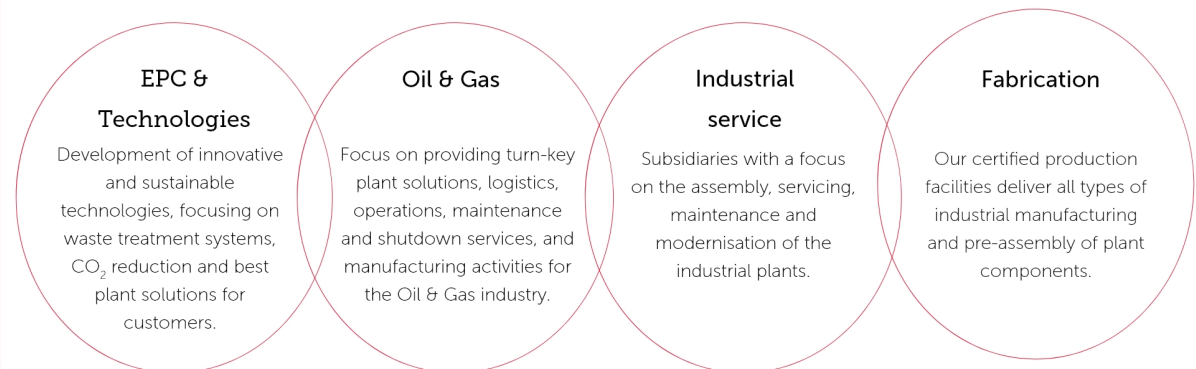 EPC &
Technologies
Development of innovative
and sustainable
technologies, focusing on
waste treatment systems,
CO₂ reduction and best
plant solutions for
customers.
Oil & Gas
Focus on providing turn-key
plant solutions, logistics,
operations, maintenance
and shutdown services, and
manufacturing activities for
the Oil & Gas industry.
Industrial
service
Subsidiaries with a focus
on the assembly, servicing,
maintenance and
modernisation of the
industrial plants.
Fabrication
Our certified production
facilities deliver all types of
industrial manufacturing
and pre-assembly of plant
components.